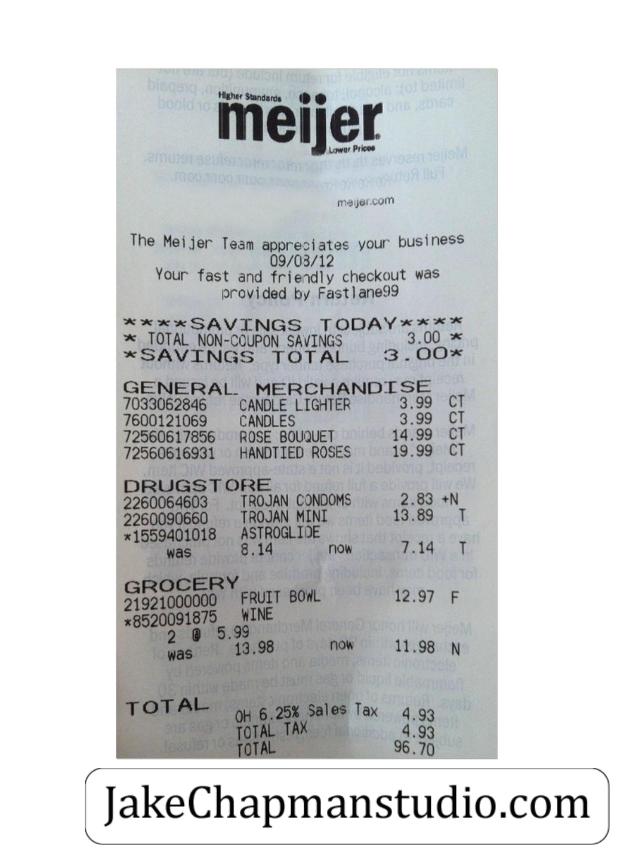 Higher Standards
meijer
Lower Prices
meijer.com
The Meijer Team appreciates your business
09/03/12
Your fast and friendly checkout was
provided by Fastlane99
****SAVINGS TODAY****
* TOTAL NON-COUPON SAVINGS 3.00 *
*SAVINGS TOTAL 3.00*
GENERAL MERCHANDISE
7033062846 CANDLE LIGHTER 3.99 CT
7600121069 CANDLES 3.99 CT
72560617856 ROSE BOUQUET 14.99 CT
72560616931 HANDTIED ROSES 19.99 CT
DRUGSTORE
2260064603 TROJAN CONDOMS 2.83 +N
2260090660 TROJAN MINI 13.89 T
*1559401018 ASTROGLIDE
was 8.14 now 7.14 T
GROCERY
21921000000 FRUIT BOWL 12.97 F
*8520091875 WINE
2 @ 5.99
was 13.98 now 11.98 N
TOTAL
OH 6.25% Sales Tax 4.93
TOTAL TAX 4.93
TOTAL 96.70
JakeChapmanstudio.com